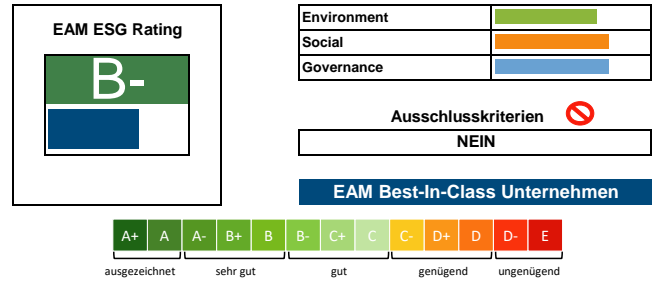 EAM ESG Rating
B-
Environment
Social
Governance
Ausschlusskriterien
NEIN
EAM Best-In-Class Unternehmen
A+ A A- B+ B B- C+ C C- D+ D D- E
ausgezeichnet sehr gut gut genügend ungenügend